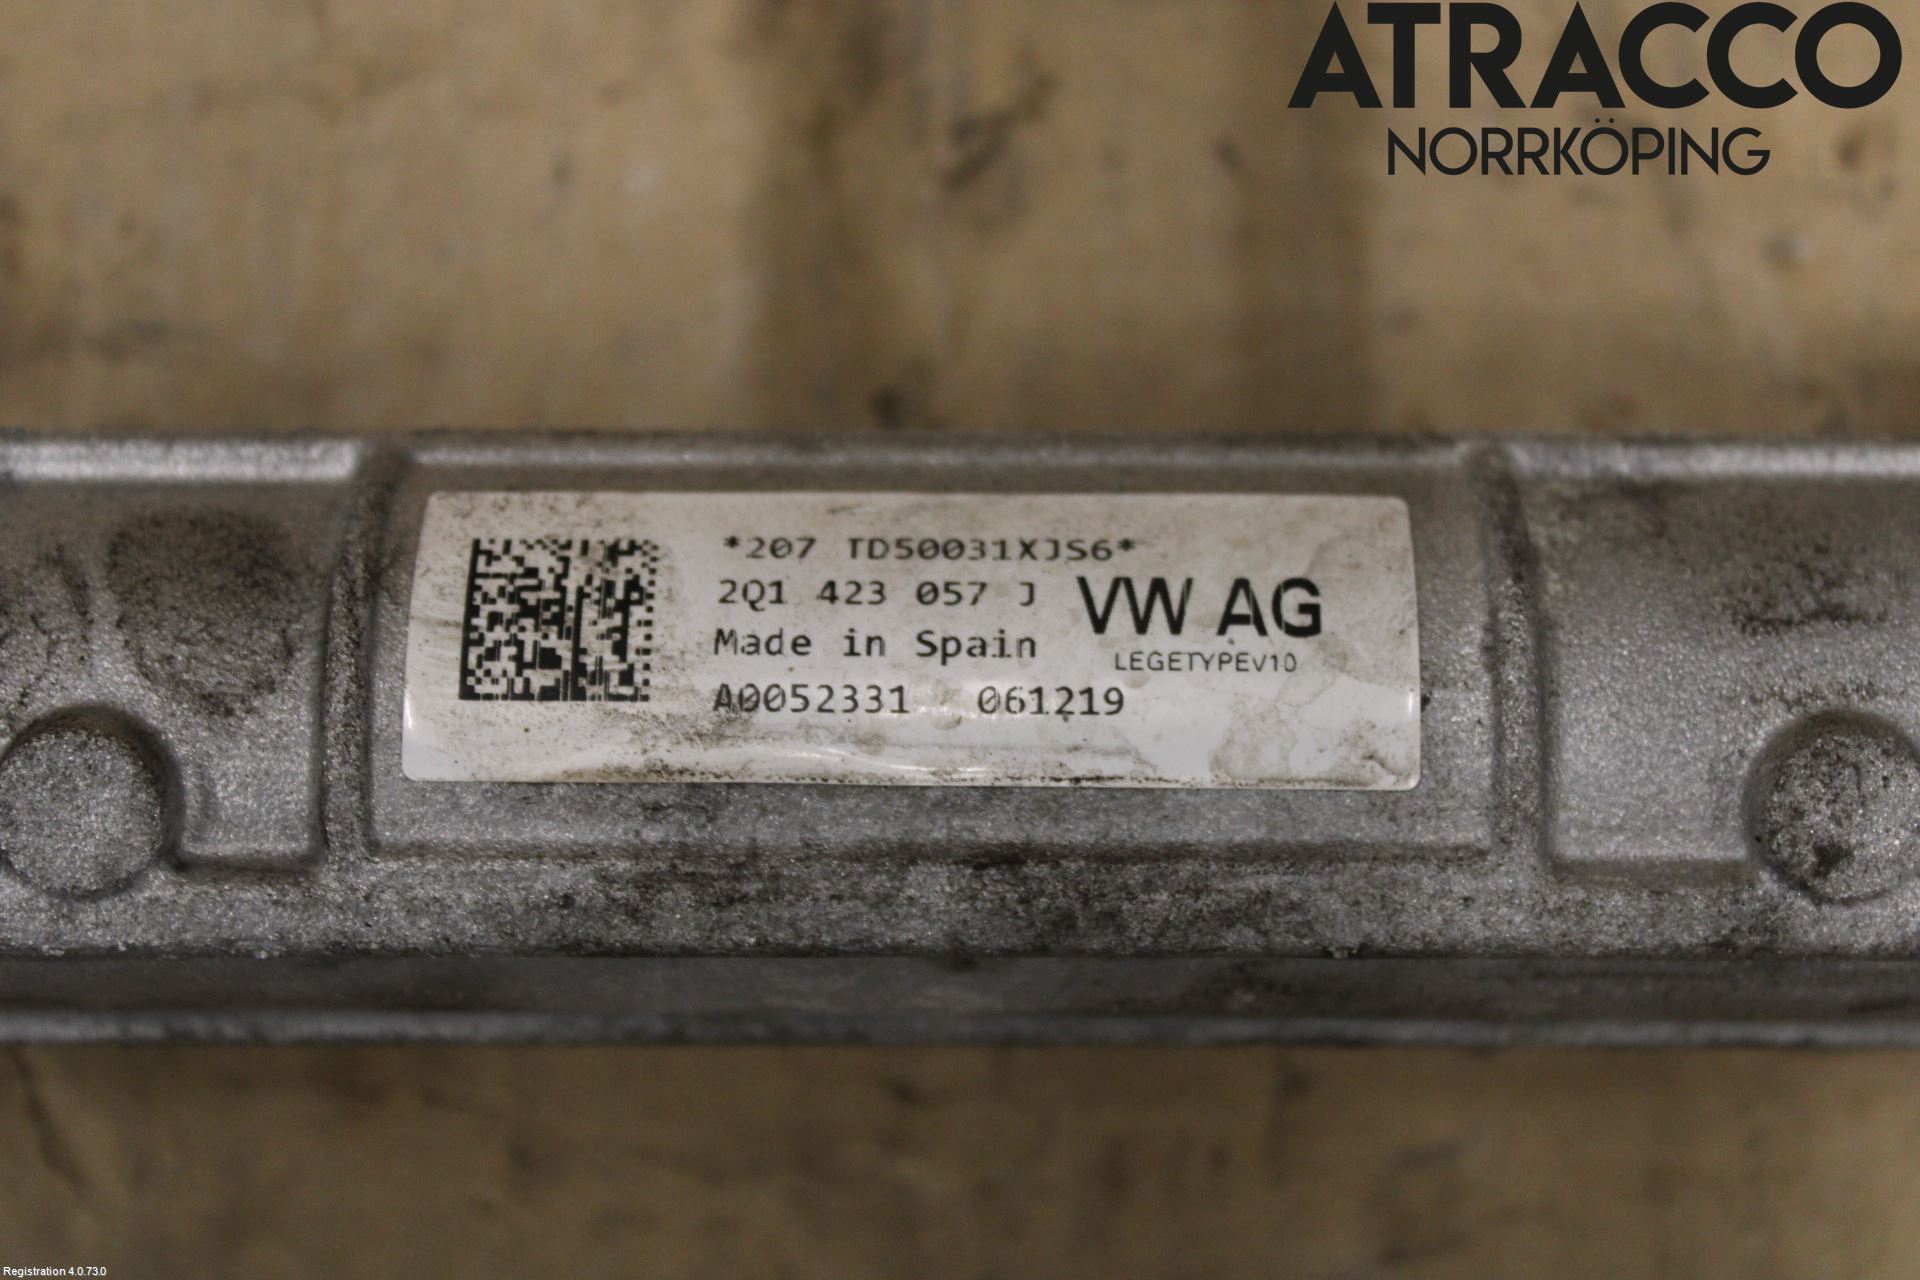 ATRACCO
NORRKÖPING
*207 TD50031XJS6*
2Q1 423 057 J
VW AG
Made in Spain
LEGETYPEV10
A0052331 061219
Registration 4.0.73.0